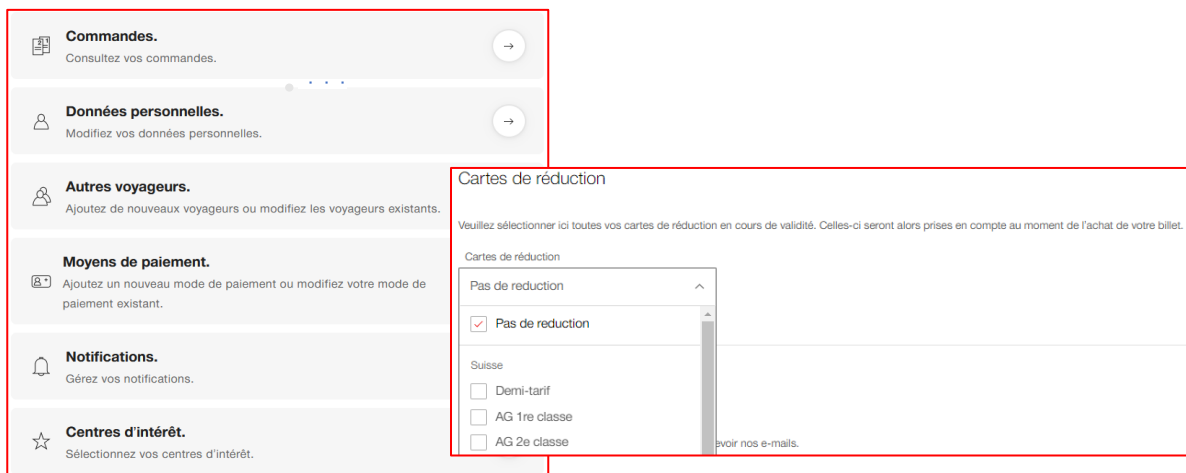 Commandes.
Consultez vos commandes.
Données personnelles.
Modifiez vos données personnelles.
Autres voyageurs.
Ajoutez de nouveaux voyageurs ou modifiez les voyageurs existants.
Moyens de paiement.
Ajoutez un nouveau mode de paiement ou modifiez votre mode de
paiement existant.
Notifications.
Gérez vos notifications.
Centres d'intérêt.
Sélectionnez vos centres d'intérêt.
Cartes de réduction
Veuillez sélectionner ici toutes vos cartes de réduction en cours de validité. Celles-ci seront alors prises en compte au moment de l'achat de votre billet.
Cartes de réduction
Pas de reduction
Pas de reduction
Suisse
Demi-tarif
AG 1re classe
AG 2e classe
nos e-mails.